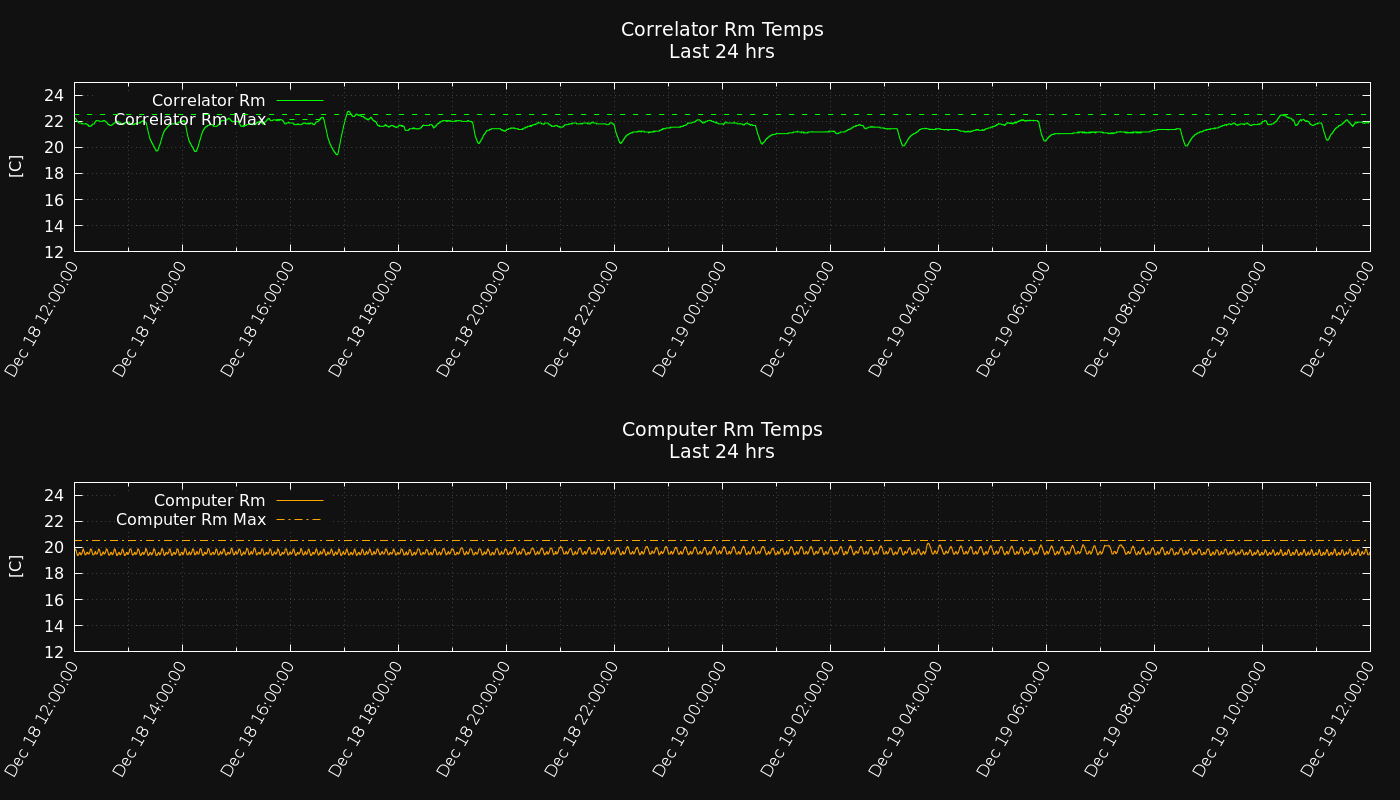 Correlator Rm Temps
Last 24 hrs
Correlator Rm
Correlator Rm Max
24
22
20
18
16
14
12
[C]
Dec 18 12:00:00
Dec 18 14:00:00
Dec 18 16:00:00
Dec 18 18:00:00
Dec 18 20:00:00
Dec 18 22:00:00
Dec 19 00:00:00
Dec 19 02:00:00
Dec 19 04:00:00
Dec 19 06:00:00
Dec 19 08:00:00
Dec 19 10:00:00
Dec 19 12:00:00
Computer Rm Temps
Last 24 hrs
Computer Rm
Computer Rm Max
24
22
20
18
16
14
12
[C]
Dec 18 12:00:00
Dec 18 14:00:00
Dec 18 16:00:00
Dec 18 18:00:00
Dec 18 20:00:00
Dec 18 22:00:00
Dec 19 00:00:00
Dec 19 02:00:00
Dec 19 04:00:00
Dec 19 06:00:00
Dec 19 08:00:00
Dec 19 10:00:00
Dec 19 12:00:00